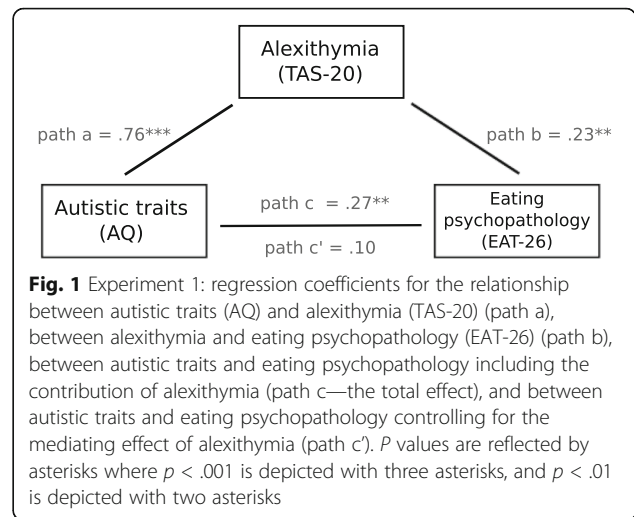 Alexithymia
(TAS-20)
path a = .76***
path b = .23**
Autistic traits
(AQ)
path c = .27**
path c' = .10
Eating
psychopathology
(EAT-26)
Fig. 1 Experiment 1: regression coefficients for the relationship
between autistic traits (AQ) and alexithymia (TAS-20) (path a),
between alexithymia and eating psychopathology (EAT-26) (path b),
between autistic traits and eating psychopathology including the
contribution of alexithymia (path c—the total effect), and between
autistic traits and eating psychopathology controlling for the
mediating effect of alexithymia (path c’). P values are reflected by
asterisks where p < .001 is depicted with three asterisks, and p < .01
is depicted with two asterisks